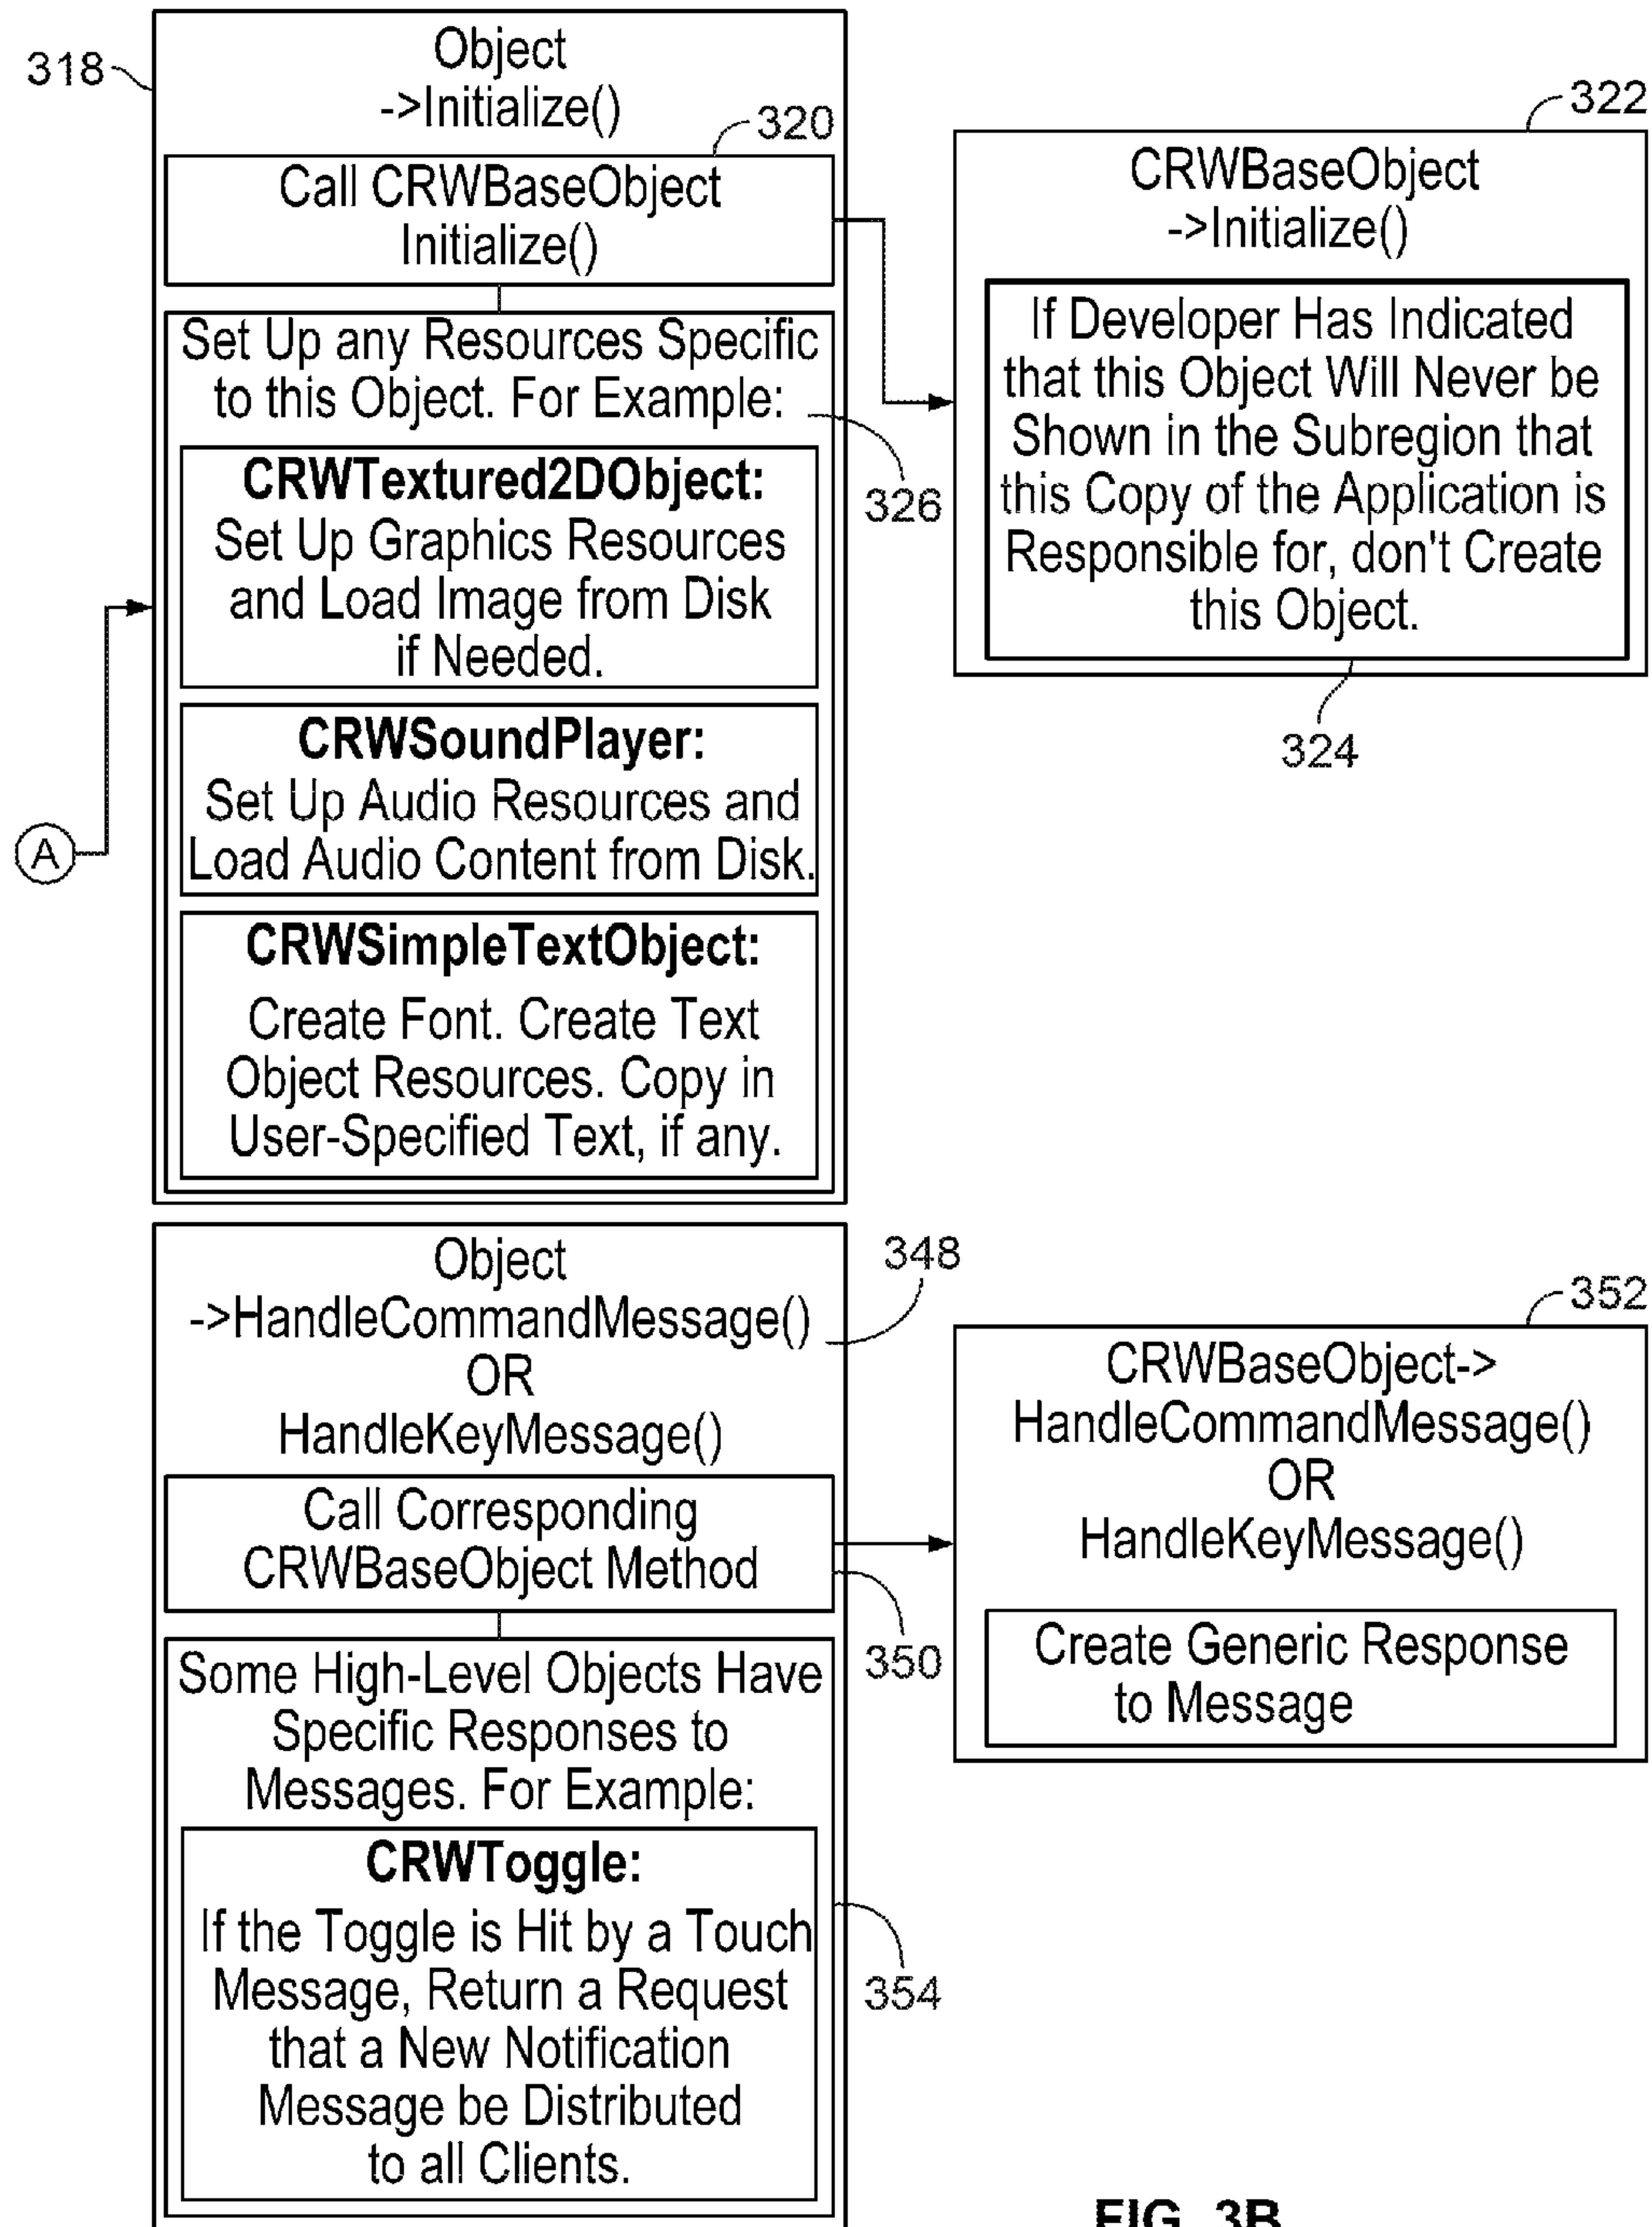 318
Object
->Initialize()
320
Call CRWBaseObject
Initialize()
Set Up any Resources Specific
to this Object. For Example:
326
CRWTextured2DObject:
Set Up Graphics Resources
and Load Image from Disk
if Needed.
CRWSoundPlayer:
Set Up Audio Resources and
Load Audio Content from Disk.
CRWSimpleTextObject:
Create Font. Create Text
Object Resources. Copy in
User-Specified Text, if any.
A
322
CRWBaseObject
->Initialize()
If Developer Has Indicated
that this Object Will Never be
Shown in the Subregion that
this Copy of the Application is
Responsible for, don't Create
this Object.
324
Object
->HandleCommandMessage()
OR
HandleKeyMessage()
348
Call Corresponding
CRWBaseObject Method
350
Some High-Level Objects Have
Specific Responses to
Messages. For Example:
CRWToggle:
If the Toggle is Hit by a Touch
Message, Return a Request
that a New Notification
Message be Distributed
to all Clients.
354
352
CRWBaseObject->
HandleCommandMessage()
OR
HandleKeyMessage()
Create Generic Response
to Message
FIG. 3B